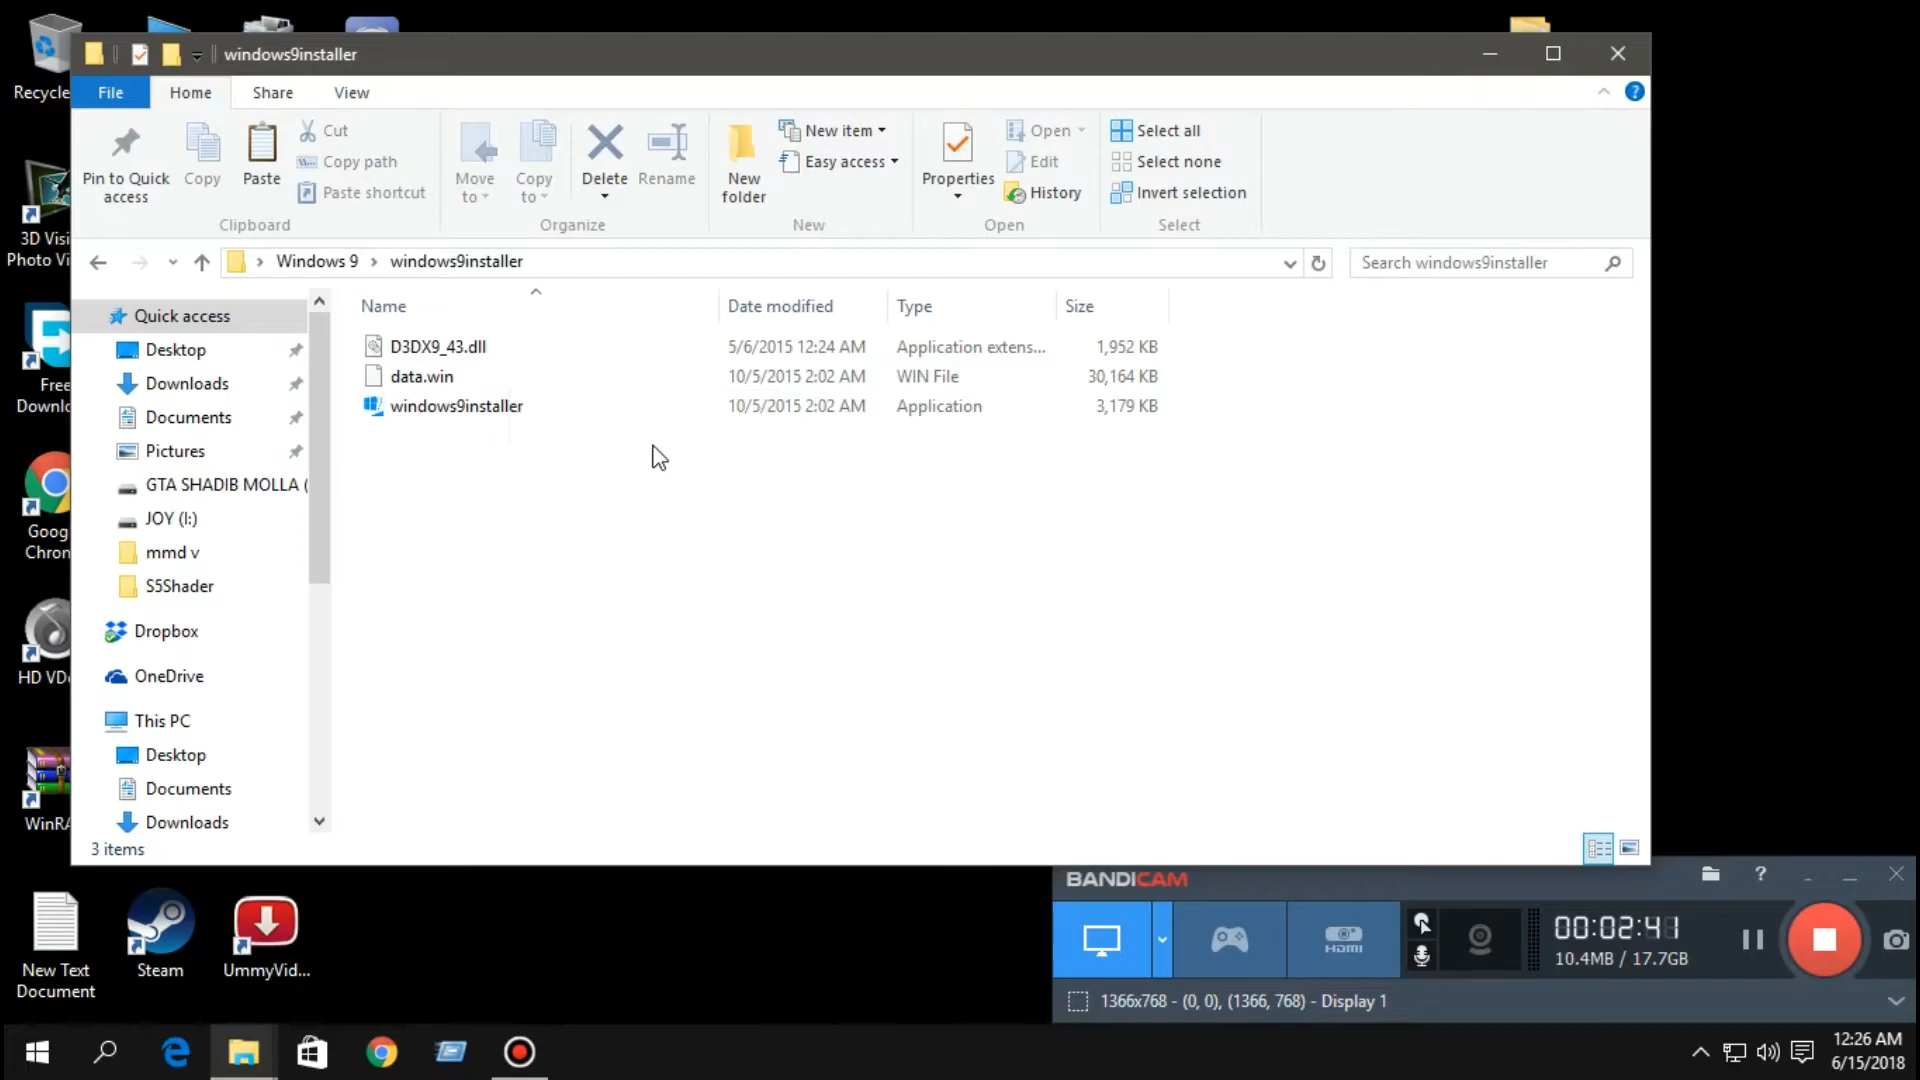 windows9installer
File
Home
Share
View
Pin to Quick access
Copy
Paste
Cut
Copy path
Paste shortcut
Clipboard
Move to
Copy to
Delete
Rename
Organize
New folder
New item
Easy access
New
Properties
Open
Edit
History
Open
Select all
Select none
Invert selection
Select
Windows 9 > windows9installer
Search windows9installer
Name
Date modified
Type
Size
D3DX9_43.dll
5/6/2015 12:24 AM
Application extens...
1,952 KB
data.win
10/5/2015 2:02 AM
WIN File
30,164 KB
windows9installer
10/5/2015 2:02 AM
Application
3,179 KB
Quick access
Desktop
Downloads
Documents
Pictures
GTA SHADIB MOLLA (
JOY (I:)
mmd v
S5Shader
Dropbox
OneDrive
This PC
Desktop
Documents
Downloads
3 items
Recycle
3D Visi
Photo Vi
Free
Downlo
Goog
Chron
HD VD
WinRA
New Text
Document
Steam
UmmyVid...
BANDICAM
?
HDMI
00:02:41
10.4MB / 17.7GB
1366x768 - (0, 0), (1366, 768) - Display 1
12:26 AM
6/15/2018